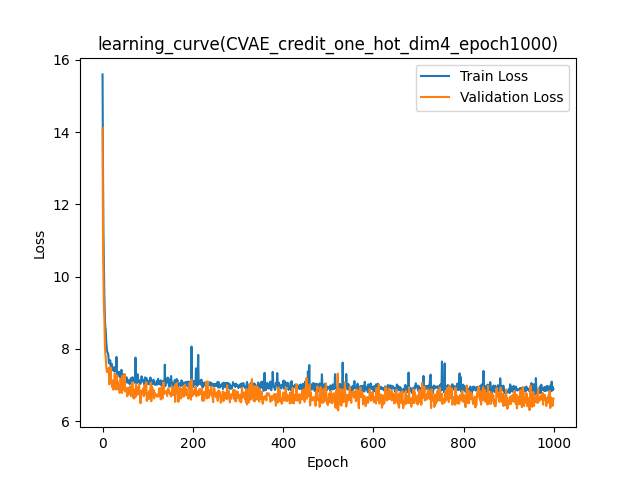 learning_curve(CVAE_credit_one_hot_dim4_epoch1000)
Train Loss
Validation Loss
16
14
12
10
8
6
Loss
0 200 400 600 800 1000
Epoch